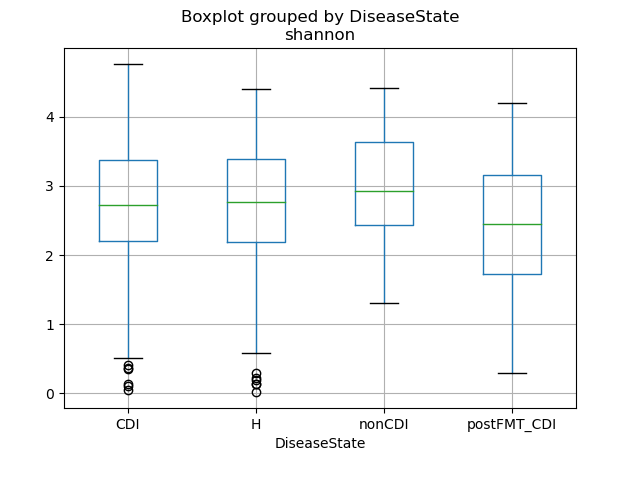 Boxplot grouped by DiseaseState
shannon
4
3
2
1
0
CDI H nonCDI postFMT_CDI
DiseaseState